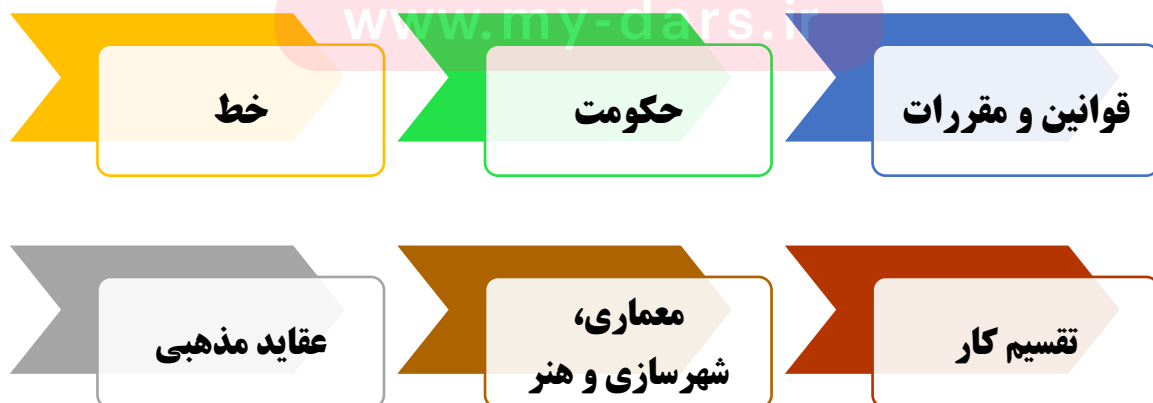 www.my-dars.ir
قوانین و مقررات
حکومت
خط
تقسیم کار
معماری،
شهرسازی و هنر
عقاید مذهبی